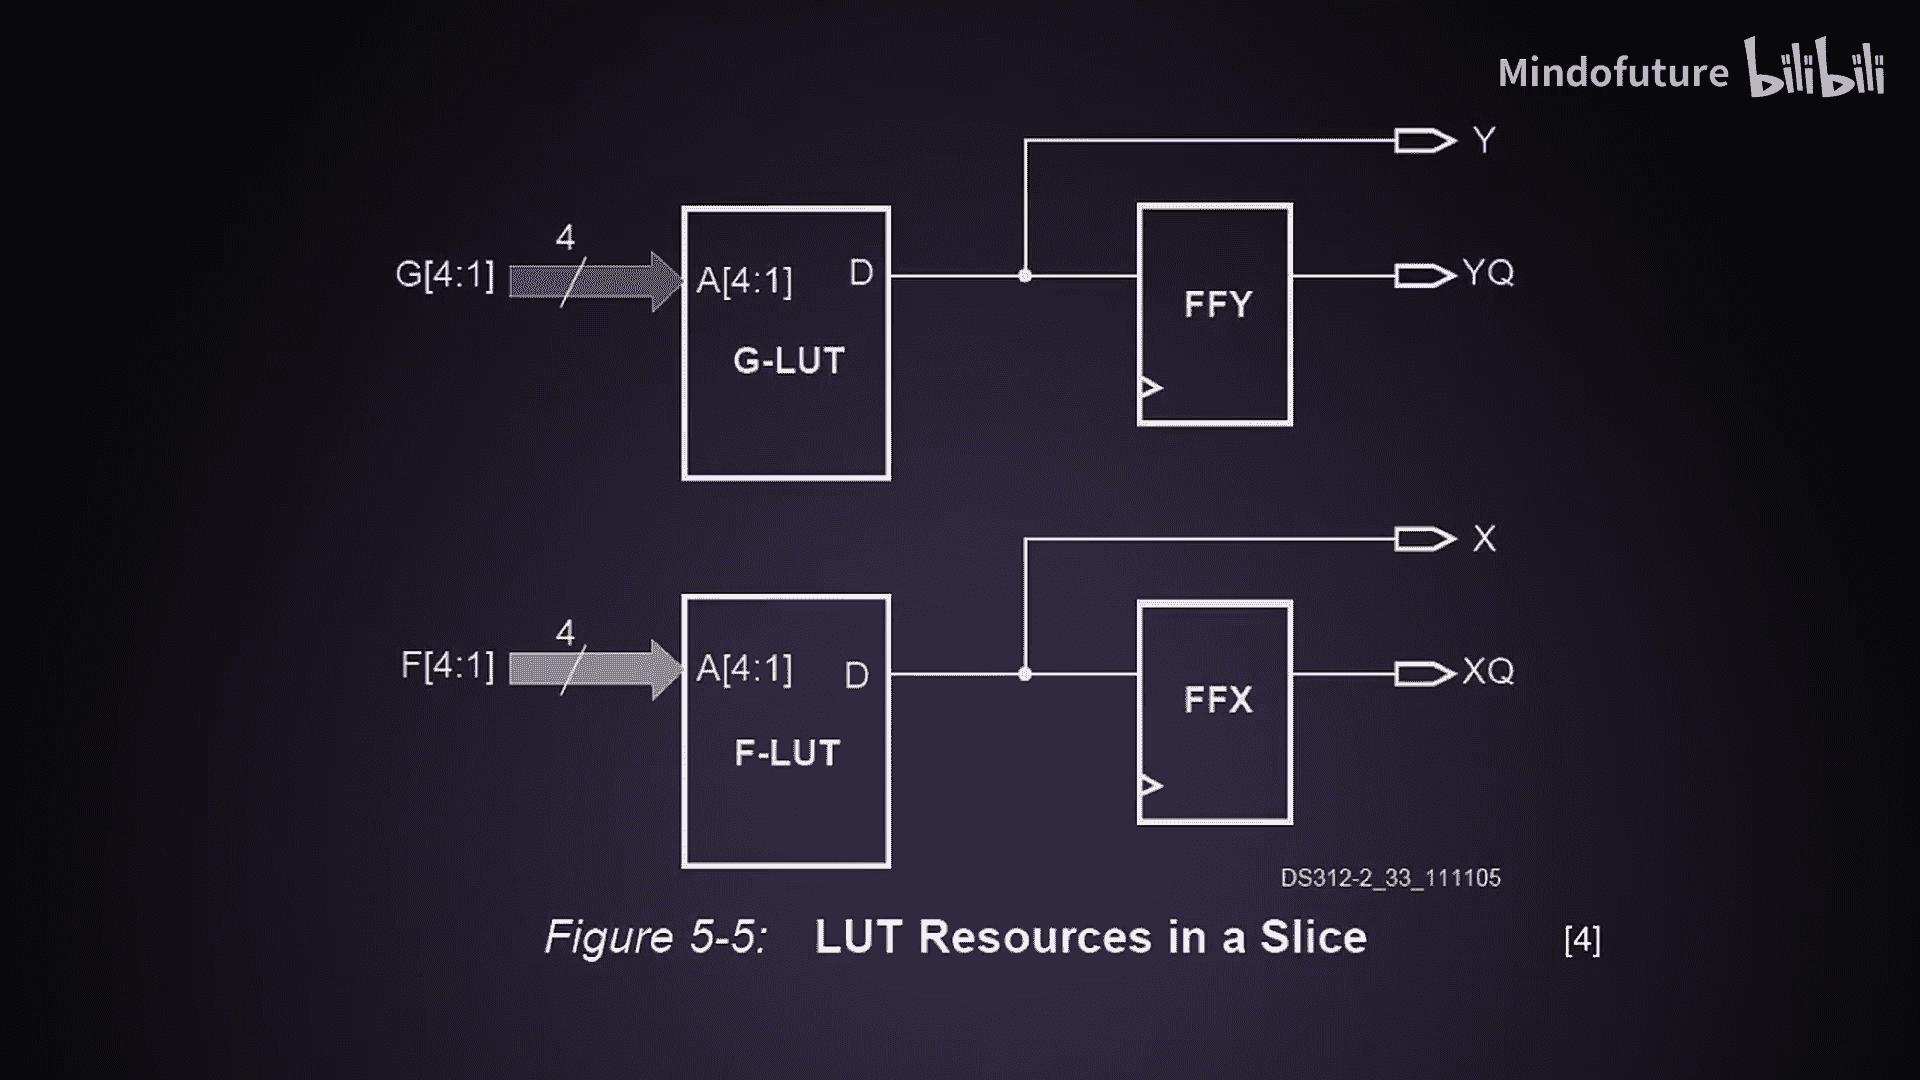 Mindofuture bilibili
Y
4
G[4:1]
A[4:1] D
YQ
FFY
G-LUT
X
4
F[4:1]
A[4:1] D
XQ
FFX
F-LUT
DS312-2_33_111105
Figure 5-5: LUT Resources in a Slice [4]